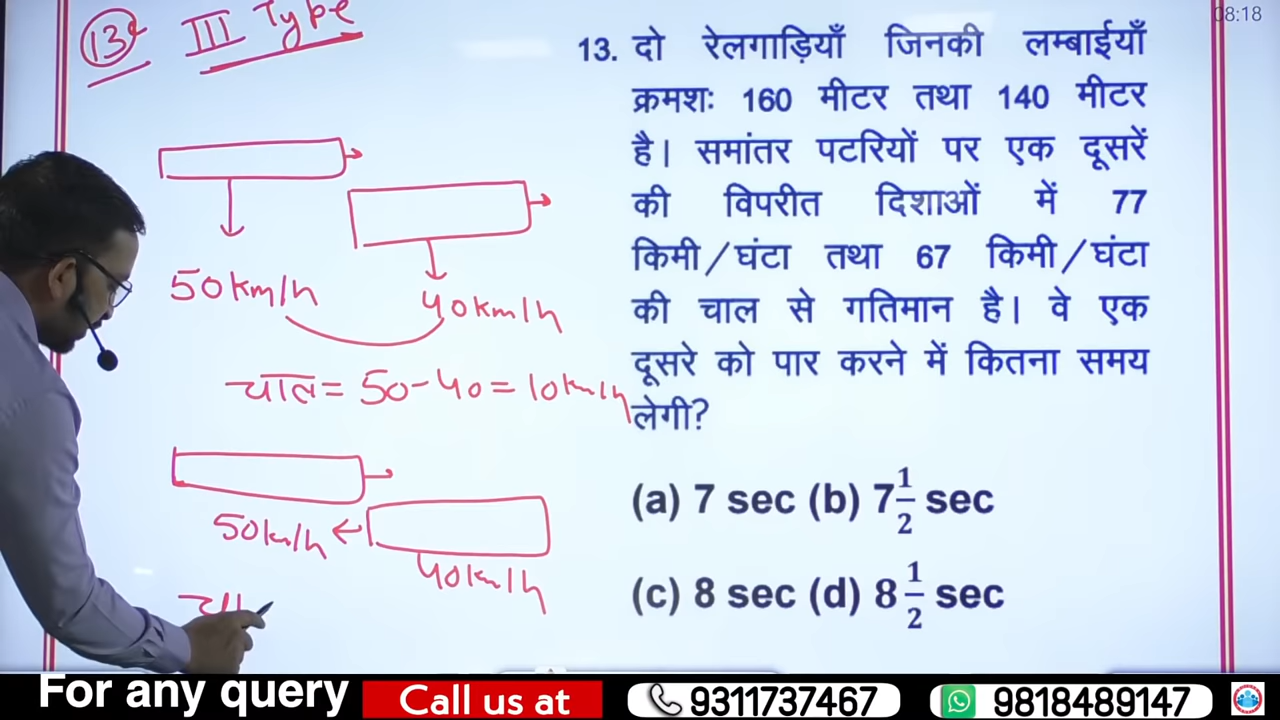 08:18
13 III Type
50km/h
40km/h
चाल = 50-40 = 10km/h
50km/h
40km/h
13. दो रेलगाड़ियाँ जिनकी लम्बाईयाँ
क्रमशः 160 मीटर तथा 140 मीटर
है। समांतर पटरियों पर एक दूसरें
की विपरीत दिशाओं में 77
किमी/घंटा तथा 67 किमी/घंटा
की चाल से गतिमान है। वे एक
दूसरे को पार करने में कितना समय
लेगी?
(a) 7 sec (b) 7 1/2 sec
(c) 8 sec (d) 8 1/2 sec
For any query Call us at 9311737467 9818489147